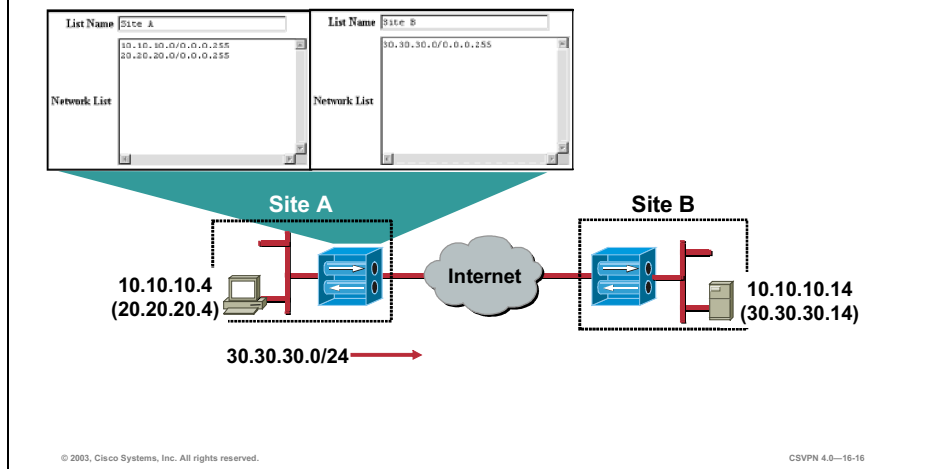 List Name Site A
10.10.10.0/0.0.0.255
20.20.20.0/0.0.0.255
Network List
List Name Site B
30.30.30.0/0.0.0.255
Network List
Site A
Site B
10.10.10.4
(20.20.20.4)
Internet
10.10.10.14
(30.30.30.14)
30.30.30.0/24
© 2003, Cisco Systems, Inc. All rights reserved.
CSVPN 4.0—16-16